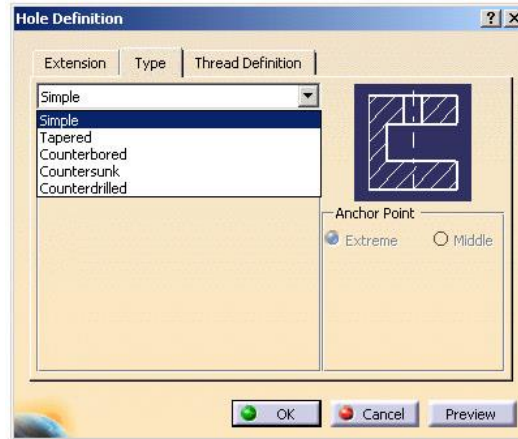 Hole Definition
? X
Extension Type Thread Definition
Simple
Simple
Tapered
Counterbored
Countersunk
Counterdrilled
Anchor Point
Extreme Middle
OK Cancel Preview